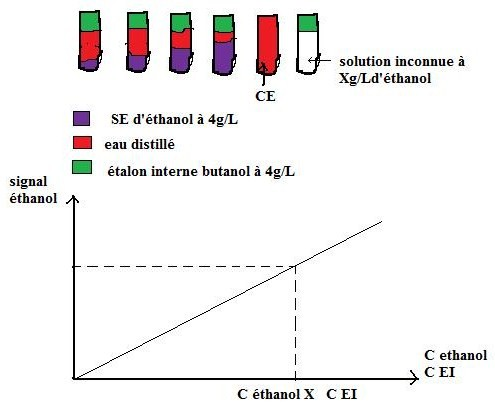 solution inconnue à
Xg/Ld'éthanol
CE
SE d'éthanol à 4g/L
eau distillé
étalon interne butanol à 4g/L
signal
éthanol
C ethanol
C EI
C éthanol X C EI